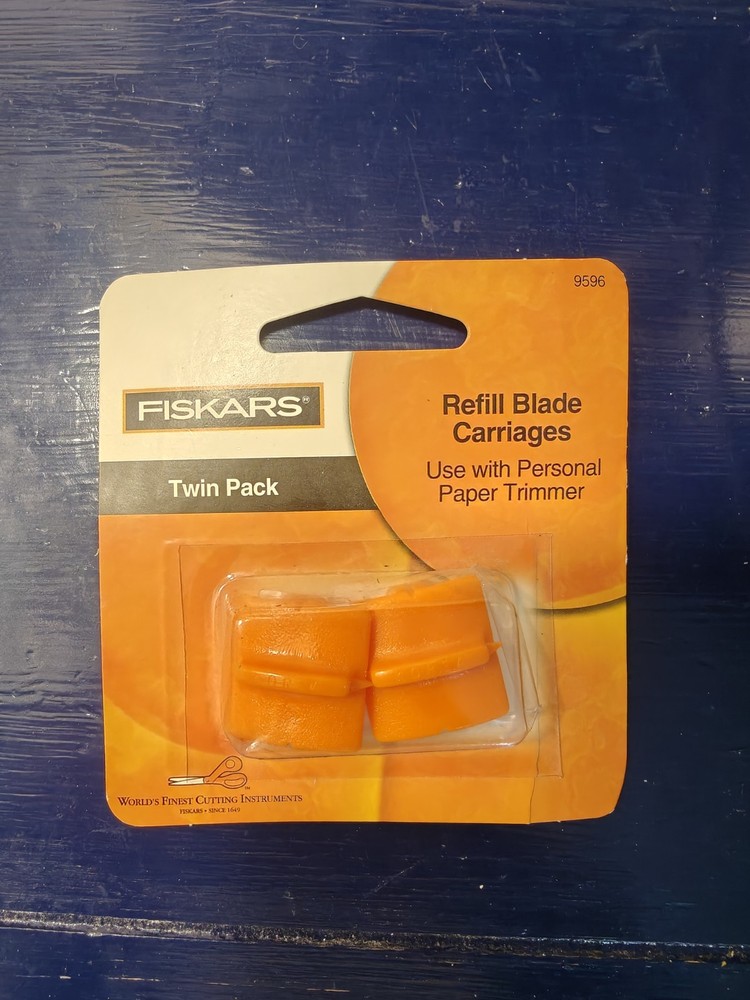 9596
FISKARS
Refill Blade
Carriages
Twin Pack
Use with Personal
Paper Trimmer
WORLD'S FINEST CUTTING INSTRUMENTS
FISKARS • SINCE 1649